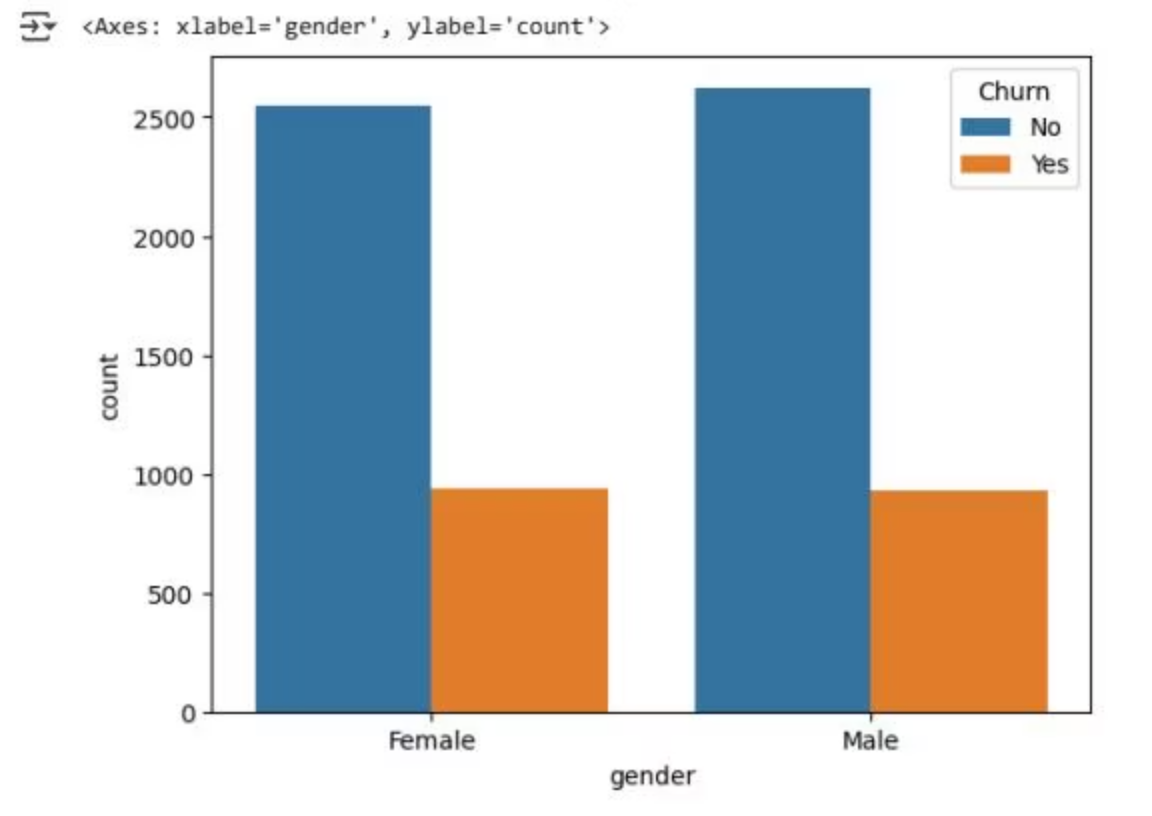 <Axes: xlabel='gender', ylabel='count'>
Churn
No
Yes
2500
2000
1500
1000
500
0
count
Female
Male
gender